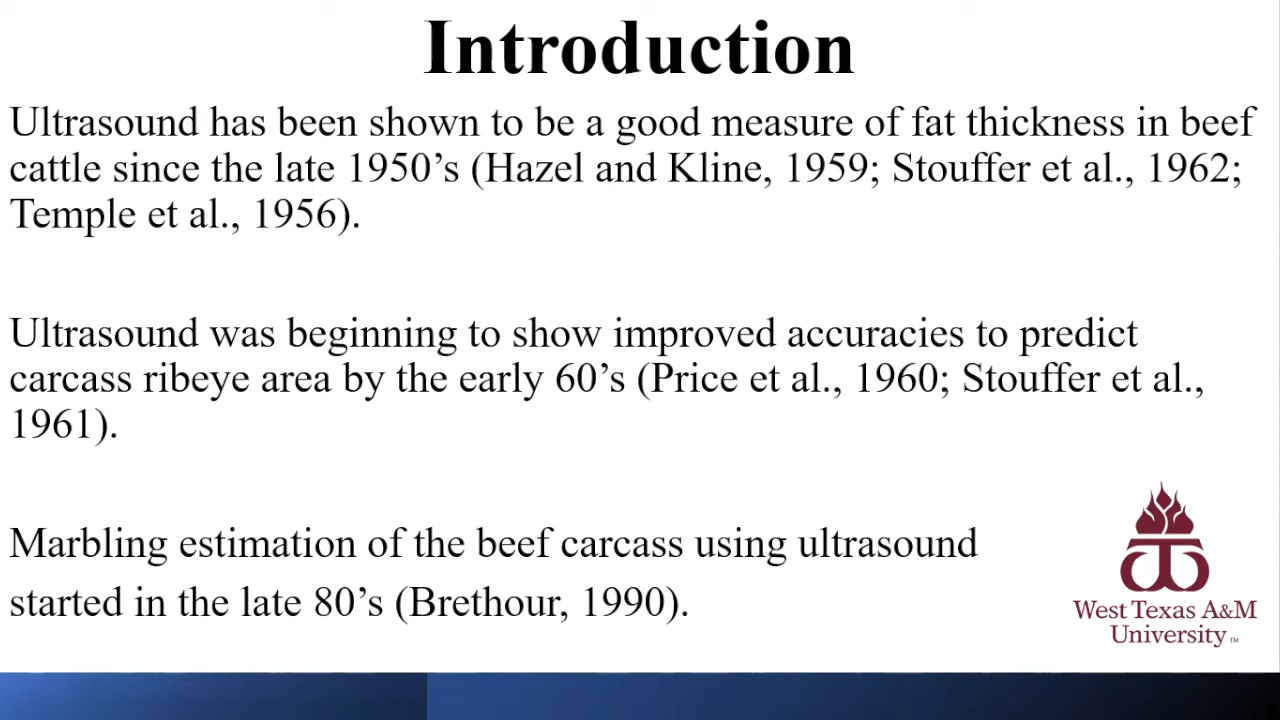 Introduction
Ultrasound has been shown to be a good measure of fat thickness in beef
cattle since the late 1950’s (Hazel and Kline, 1959; Stouffer et al., 1962;
Temple et al., 1956).
Ultrasound was beginning to show improved accuracies to predict
carcass ribeye area by the early 60’s (Price et al., 1960; Stouffer et al.,
1961).
Marbling estimation of the beef carcass using ultrasound
started in the late 80’s (Brethour, 1990).
West Texas A&M
University™